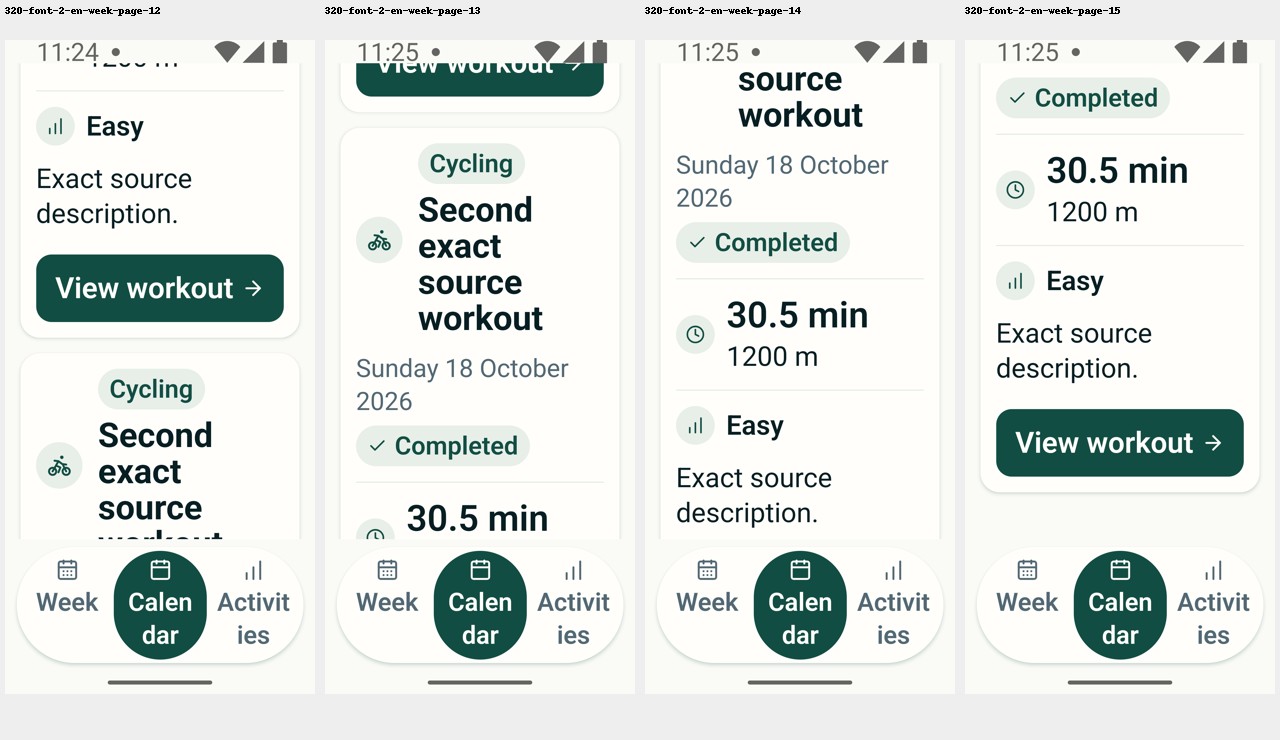 320-font-2-en-week-page-12
11:24
1200 m
Easy
Exact source
description.
View workout
Cycling
Second
exact
source
workout
Week
Calen
dar
Activit
ies
320-font-2-en-week-page-13
11:25
View workout
Cycling
Second
exact
source
workout
Sunday 18 October
2026
Completed
30.5 min
Week
Calen
dar
Activit
ies
320-font-2-en-week-page-14
11:25
source
workout
Sunday 18 October
2026
Completed
30.5 min
1200 m
Easy
Exact source
description.
Week
Calen
dar
Activit
ies
320-font-2-en-week-page-15
11:25
Completed
30.5 min
1200 m
Easy
Exact source
description.
View workout
Week
Calen
dar
Activit
ies